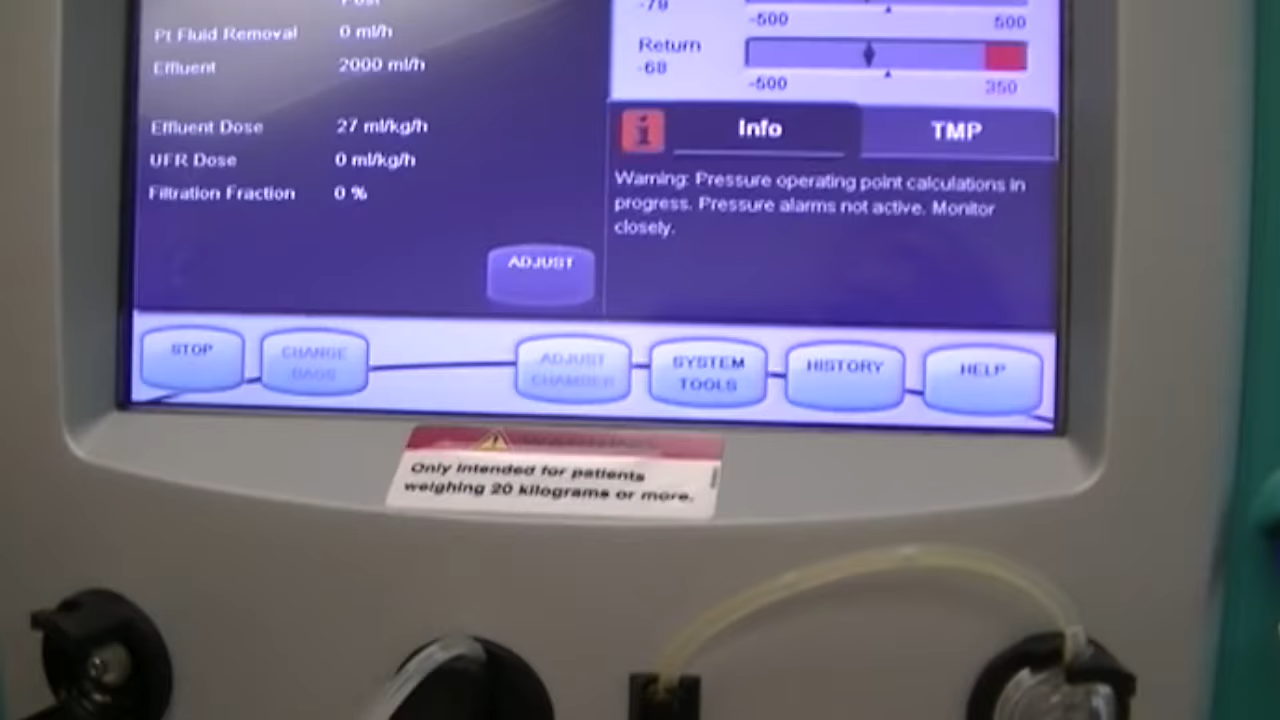 Post
Pt Fluid Removal 0 ml/h
Effluent 2000 ml/h
Effluent Dose 27 ml/kg/h
UFR Dose 0 ml/kg/h
Filtration Fraction 0 %
ADJUST
-79
-500 500
Return
-68
-500 350
i Info TMP
Warning: Pressure operating point calculations in
progress. Pressure alarms not active. Monitor
closely.
STOP
CHANGE
BAGS
ADJUST
CHAMBER
SYSTEM
TOOLS
HISTORY
HELP
WARNING
Only intended for patients
weighing 20 kilograms or more.